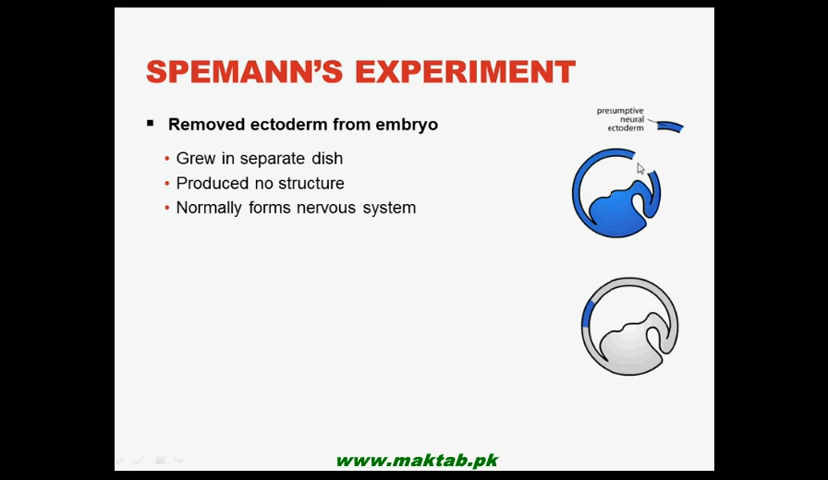 SPEMANN'S EXPERIMENT
Removed ectoderm from embryo
Grew in separate dish
Produced no structure
Normally forms nervous system
presumptive
neural
ectoderm
www.maktab.pk